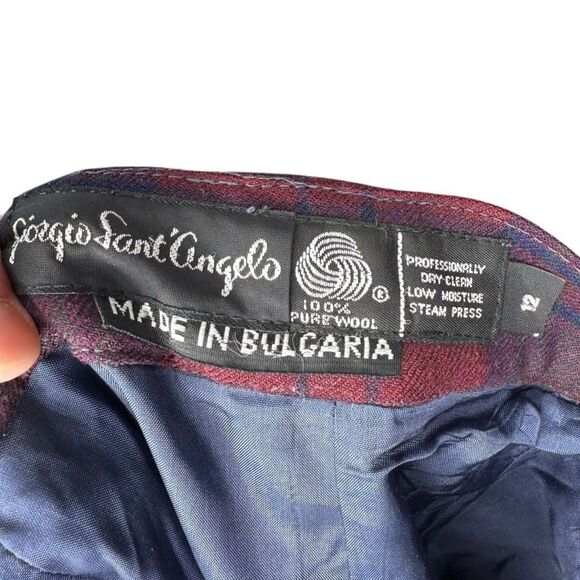 Giorgio Sant'Angelo
100%
PURE WOOL
®
PROFESSIONALLY
DRY-CLEAN
LOW MOISTURE
STEAM PRESS
12
MADE IN BULGARIA